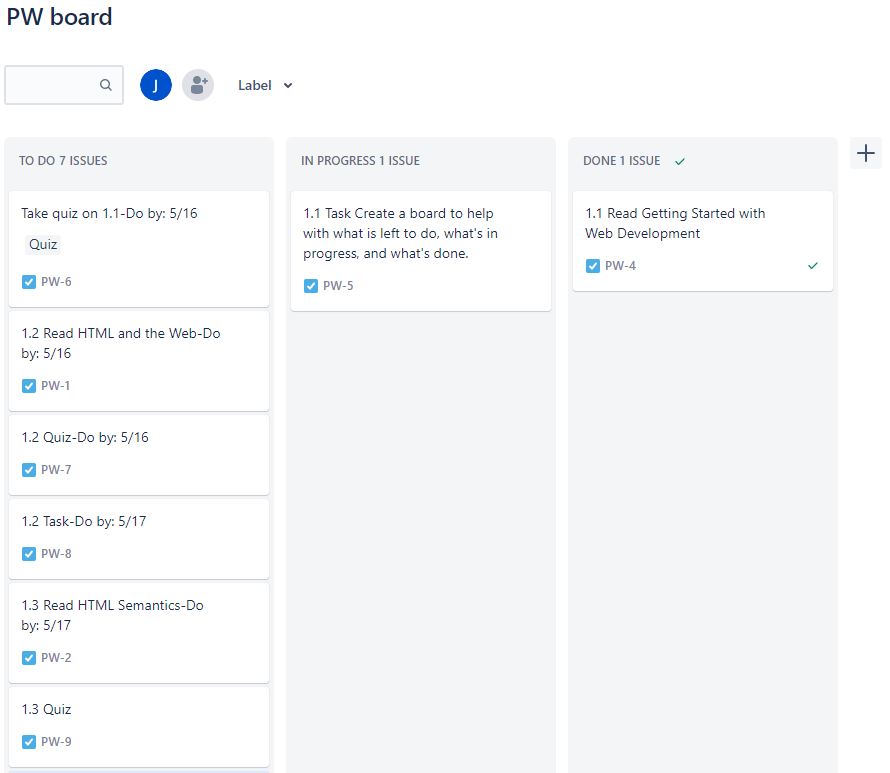 PW board
J
Label
TO DO 7 ISSUES
Take quiz on 1.1-Do by: 5/16
Quiz
PW-6
1.2 Read HTML and the Web-Do
by: 5/16
PW-1
1.2 Quiz-Do by: 5/16
PW-7
1.2 Task-Do by: 5/17
PW-8
1.3 Read HTML Semantics-Do
by: 5/17
PW-2
1.3 Quiz
PW-9
IN PROGRESS 1 ISSUE
1.1 Task Create a board to help
with what is left to do, what's in
progress, and what's done.
PW-5
DONE 1 ISSUE
1.1 Read Getting Started with
Web Development
PW-4